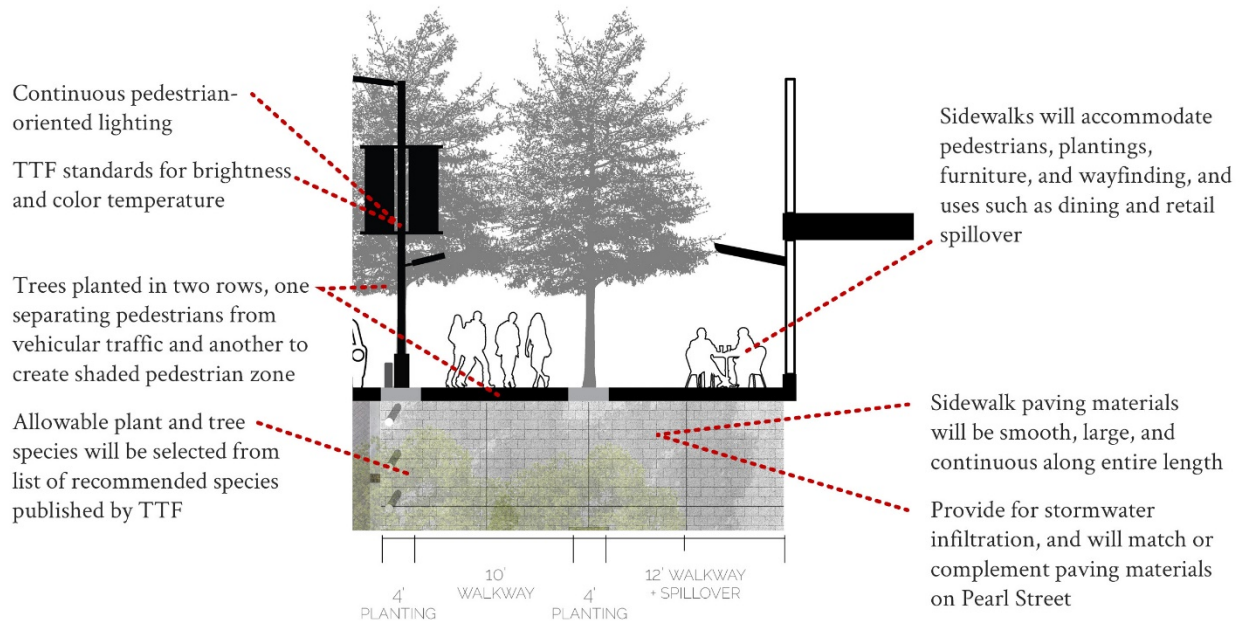 Continuous pedestrian-
oriented lighting
TTF standards for brightness
and color temperature
Trees planted in two rows, one
separating pedestrians from
vehicular traffic and another to
create shaded pedestrian zone
Allowable plant and tree
species will be selected from
list of recommended species
published by TTF
Sidewalks will accommodate
pedestrians, plantings,
furniture, and wayfinding, and
uses such as dining and retail
spillover
Sidewalk paving materials
will be smooth, large, and
continuous along entire length
Provide for stormwater
infiltration, and will match or
complement paving materials
on Pearl Street
4'
PLANTING
10'
WALKWAY
4'
PLANTING
12' WALKWAY
+ SPILLOVER